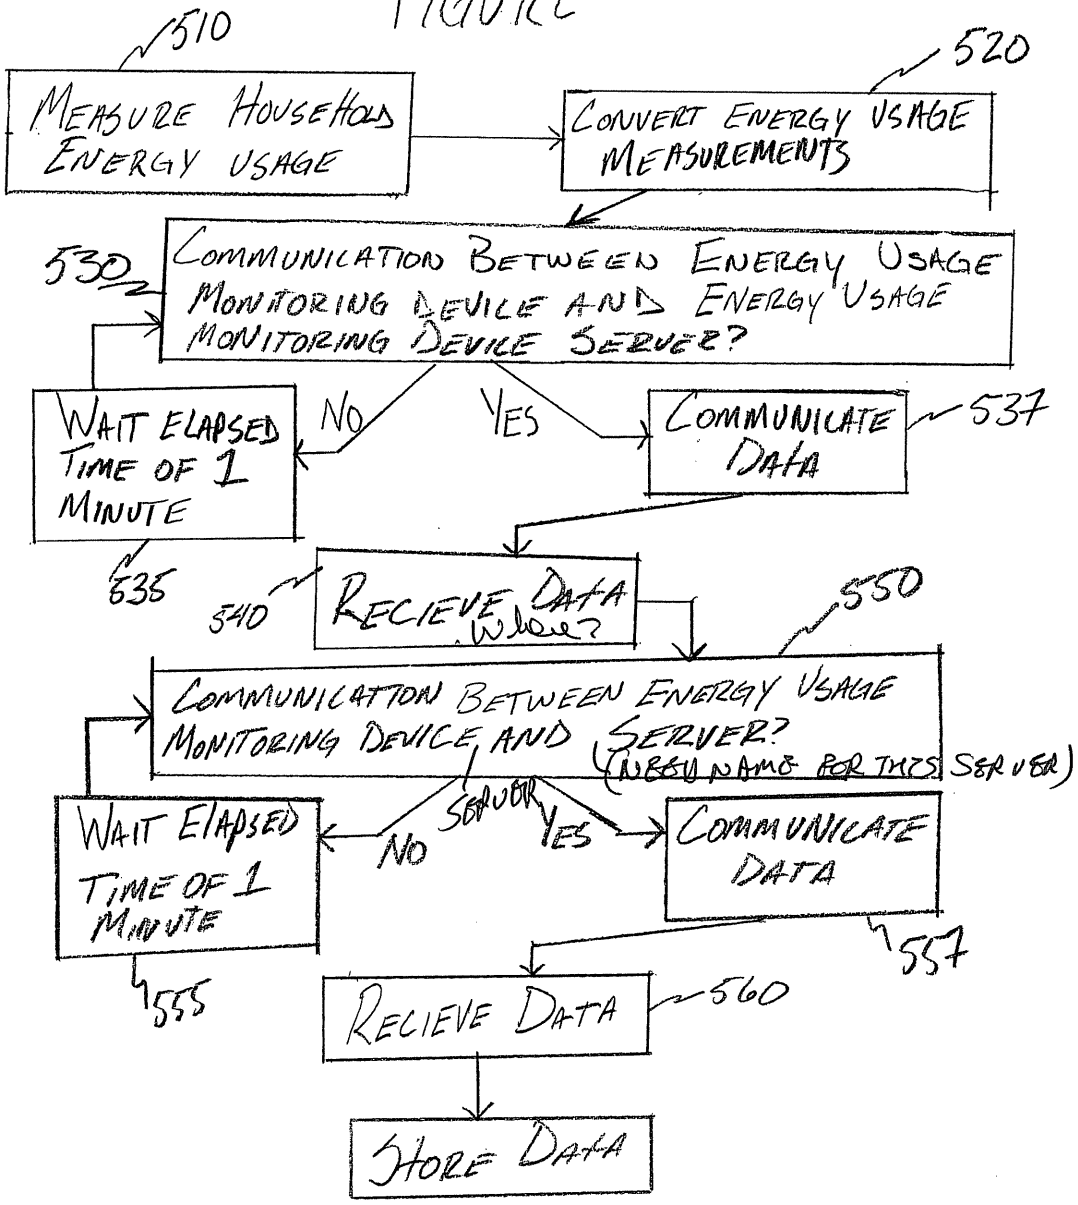 FIGURE
510
520
MEASURE HOUSEHOLD
ENERGY USAGE
CONVERT ENERGY USAGE
MEASUREMENTS
530
COMMUNICATION BETWEEN ENERGY USAGE
MONITORING DEVICE AND ENERGY USAGE
MONITORING DEVICE SERVER?
NO
YES
WAIT ELAPSED
TIME OF 1
MINUTE
535
COMMUNICATE
DATA
537
540
RECIEVE DATA
Where?
550
COMMUNICATION BETWEEN ENERGY USAGE
MONITORING DEVICE AND SERVER?
(NEED NAME FOR THIS SERVER)
SERVER
NO
YES
WAIT ELAPSED
TIME OF 1
MINUTE
555
COMMUNICATE
DATA
557
RECIEVE DATA
560
STORE DATA